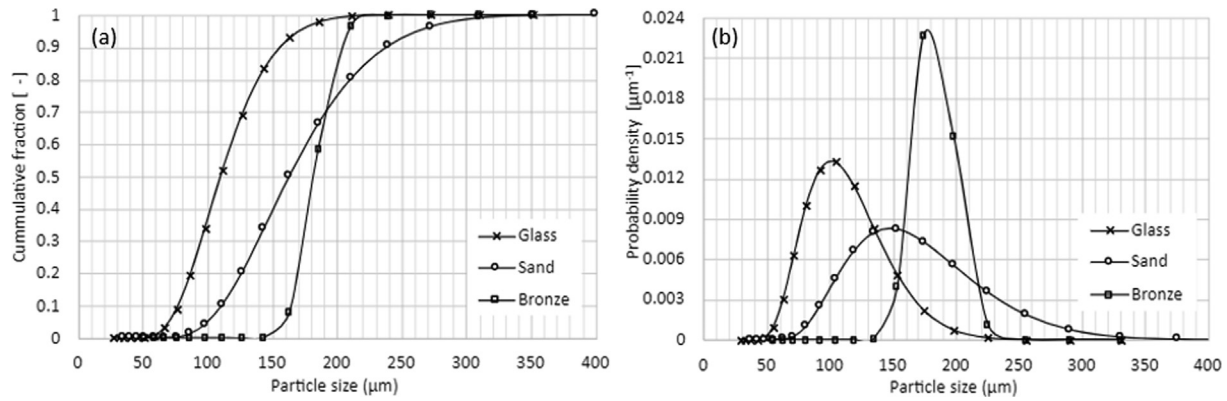 (a)
Cummulative fraction [ -]
1
0.9
0.8
0.7
0.6
0.5
0.4
0.3
0.2
0.1
0
0 50 100 150 200 250 300 350 400
Particle size (µm)
Glass
Sand
Bronze
(b)
Probability density [µm⁻¹]
0.024
0.021
0.018
0.015
0.012
0.009
0.006
0.003
0
0 50 100 150 200 250 300 350 400
Particle size (µm)
Glass
Sand
Bronze